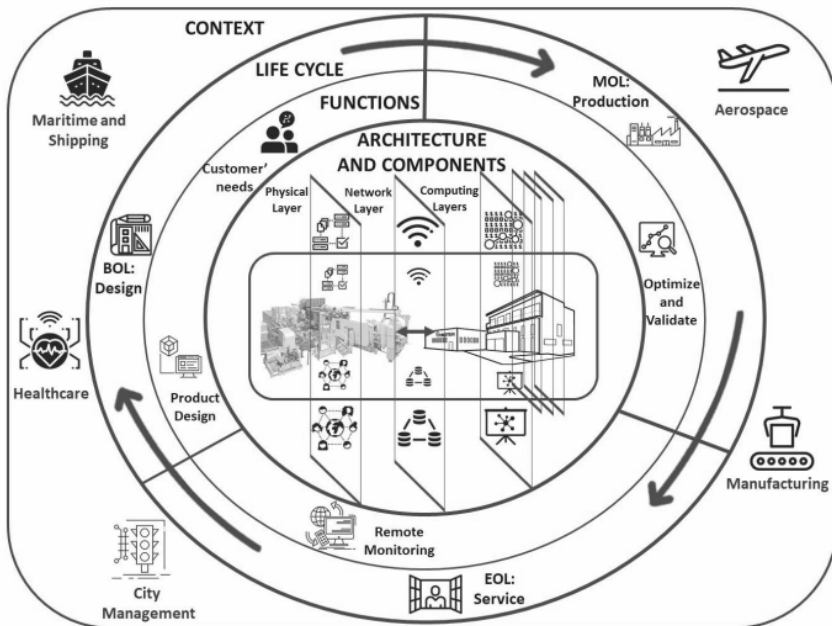 CONTEXT
LIFE CYCLE
FUNCTIONS
ARCHITECTURE
AND COMPONENTS
Maritime and
Shipping
Aerospace
MOL:
Production
Customer'
needs
Physical
Layer
Network
Layer
Computing
Layers
BOL:
Design
Optimize
and
Validate
Healthcare
Product
Design
Manufacturing
Remote
Monitoring
City
Management
EOL:
Service